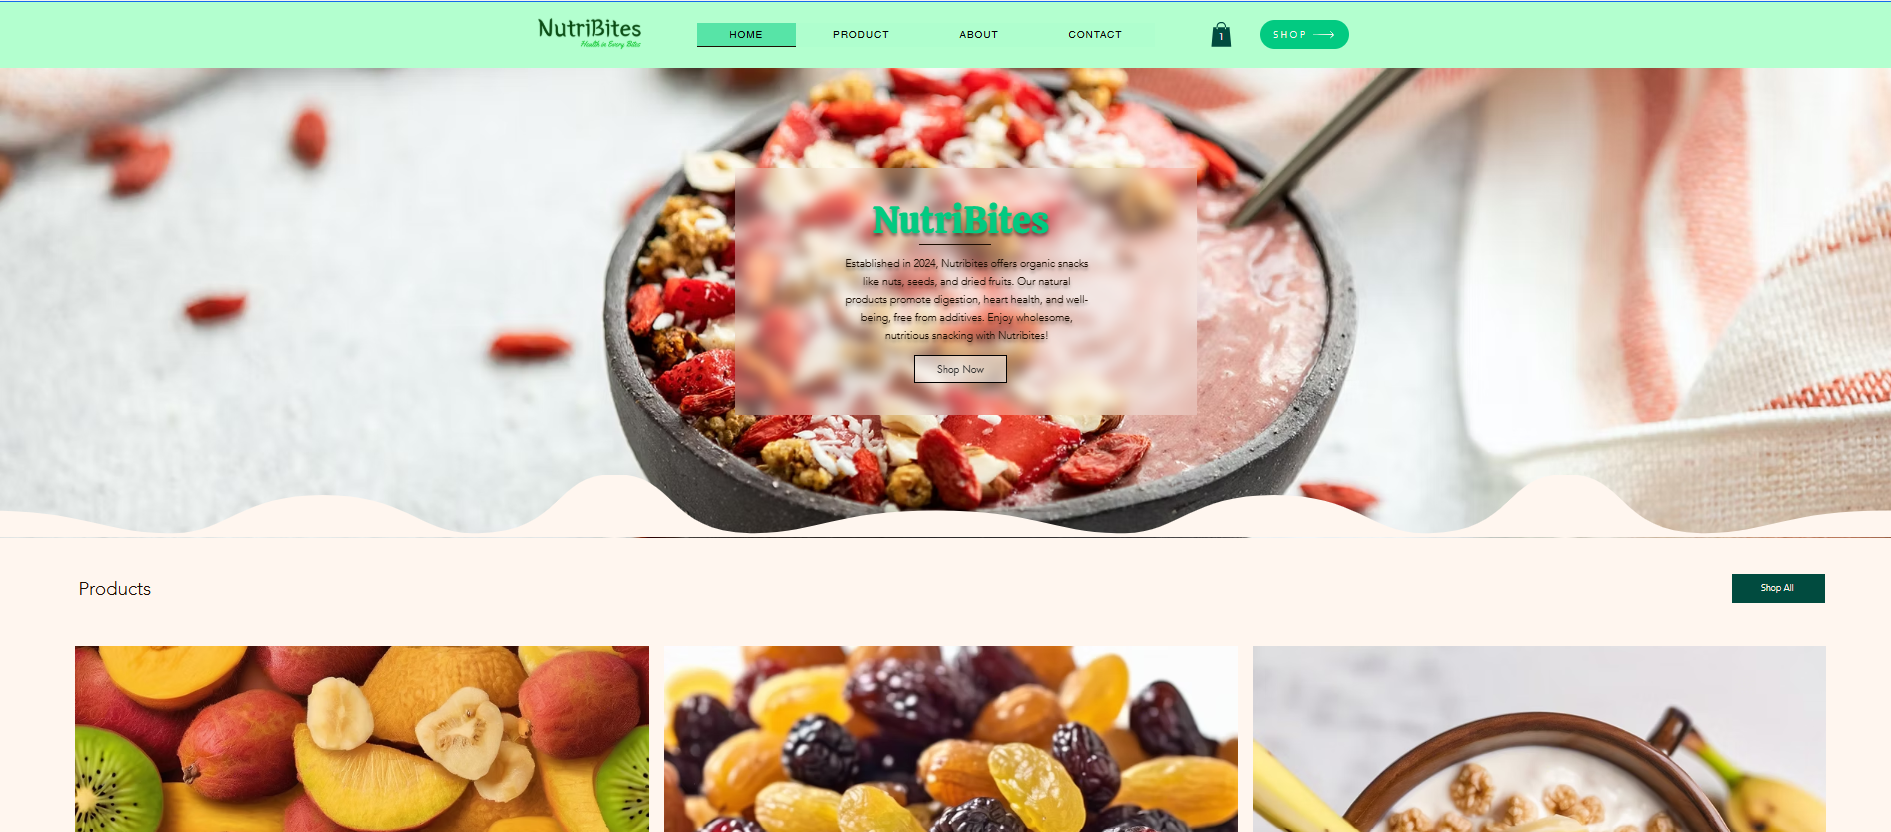 NutriBites
Health in Every Bites
HOME
PRODUCT
ABOUT
CONTACT
1
SHOP
NutriBites
Established in 2024, Nutribites offers organic snacks
like nuts, seeds, and dried fruits. Our natural
products promote digestion, heart health, and well-
being, free from additives. Enjoy wholesome,
nutritious snacking with Nutribites!
Shop Now
Products
Shop All